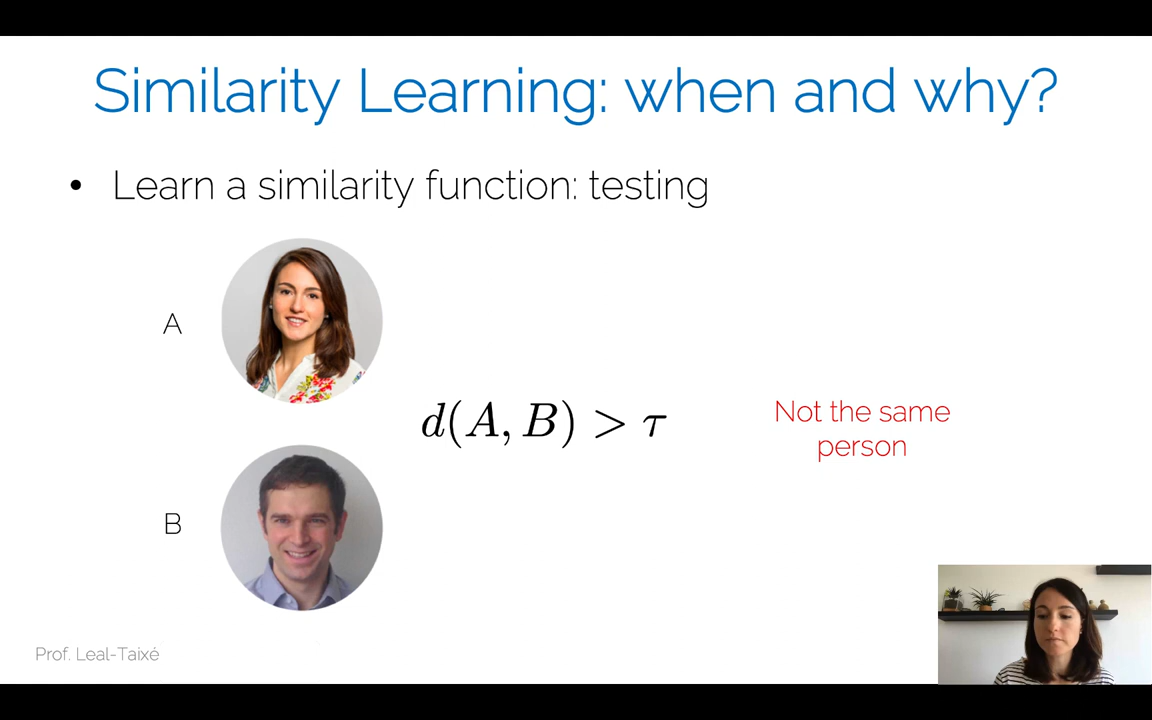 Similarity Learning: when and why?
• Learn a similarity function: testing
A
d(A, B) > τ
Not the same
person
B
Prof. Leal-Taixé